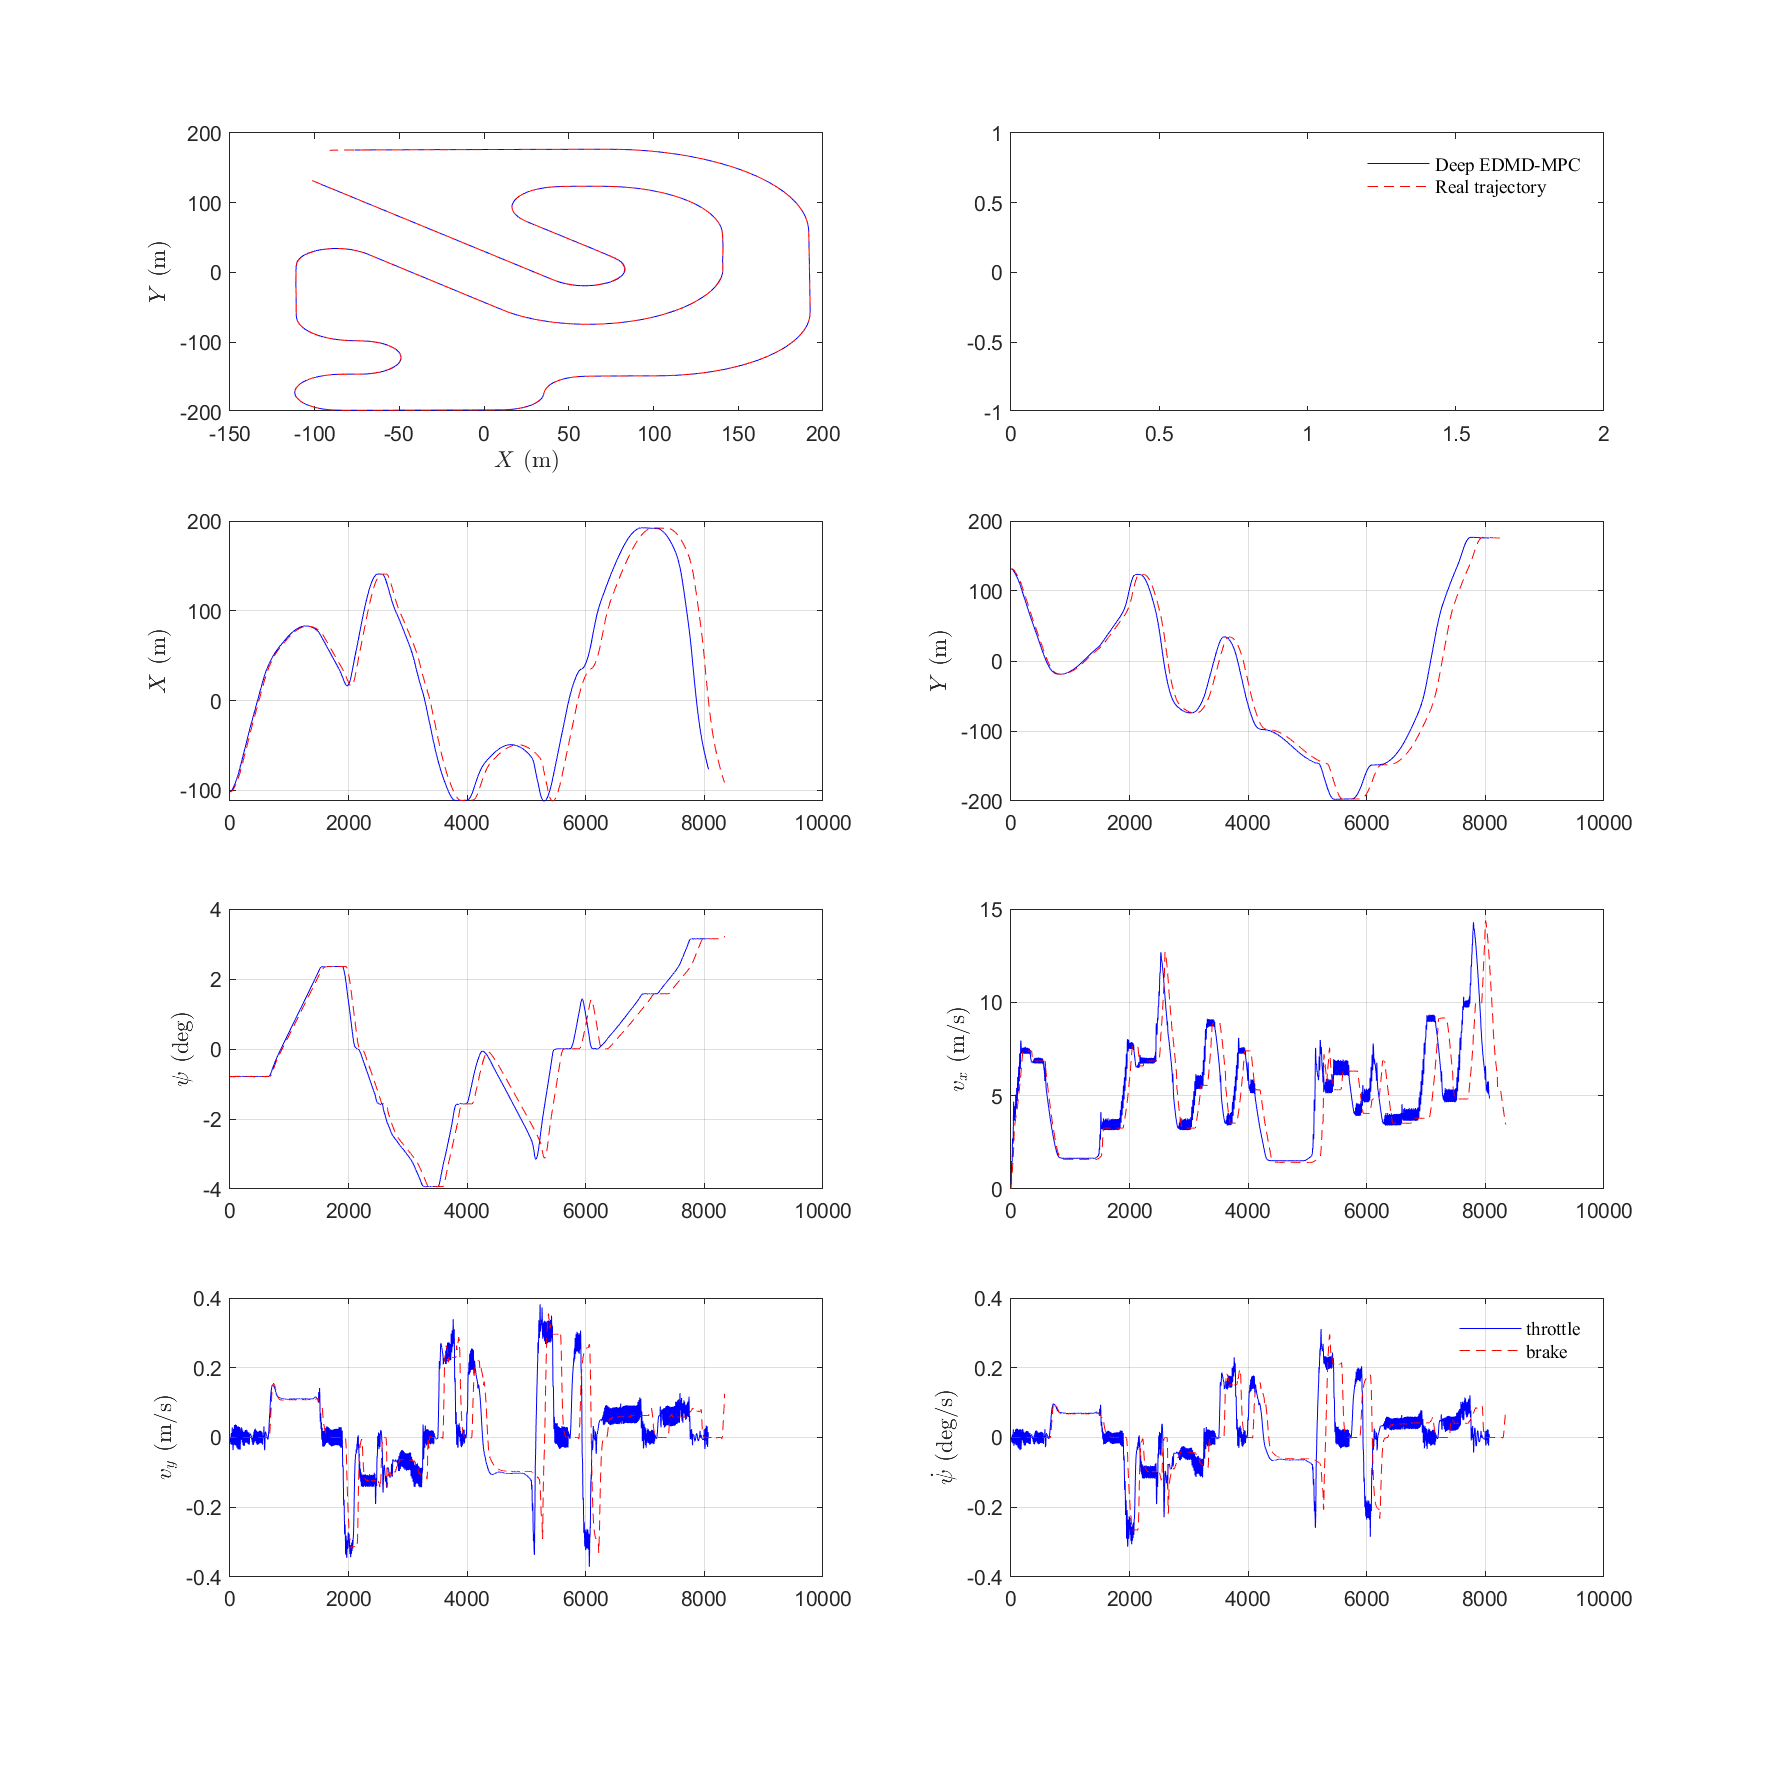 200
100
0
-100
-200
-150 -100 -50 0 50 100 150 200
X (m)
Y (m)
1
0.5
0
-0.5
-1
0 0.5 1 1.5 2
Deep EDMD-MPC
Real trajectory
200
100
0
-100
0 2000 4000 6000 8000 10000
X (m)
200
100
0
-100
-200
0 2000 4000 6000 8000 10000
Y (m)
4
2
0
-2
-4
0 2000 4000 6000 8000 10000
ψ (deg)
15
10
5
0
0 2000 4000 6000 8000 10000
v_x (m/s)
0.4
0.2
0
-0.2
-0.4
0 2000 4000 6000 8000 10000
v_y (m/s)
0.4
0.2
0
-0.2
-0.4
0 2000 4000 6000 8000 10000
ψ̇ (deg/s)
throttle
brake